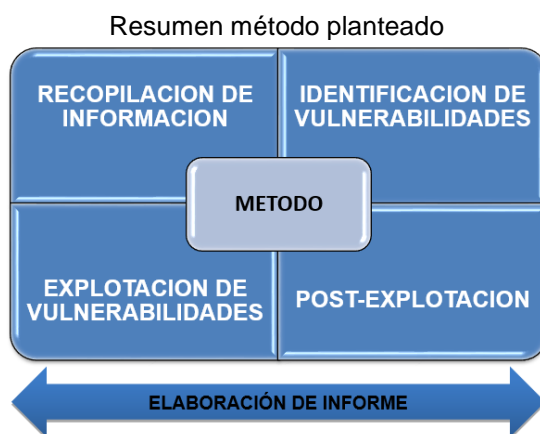 Resumen método planteado
RECOPILACION DE
INFORMACION
IDENTIFICACION DE
VULNERABILIDADES
METODO
EXPLOTACION DE
VULNERABILIDADES
POST-EXPLOTACION
ELABORACIÓN DE INFORME